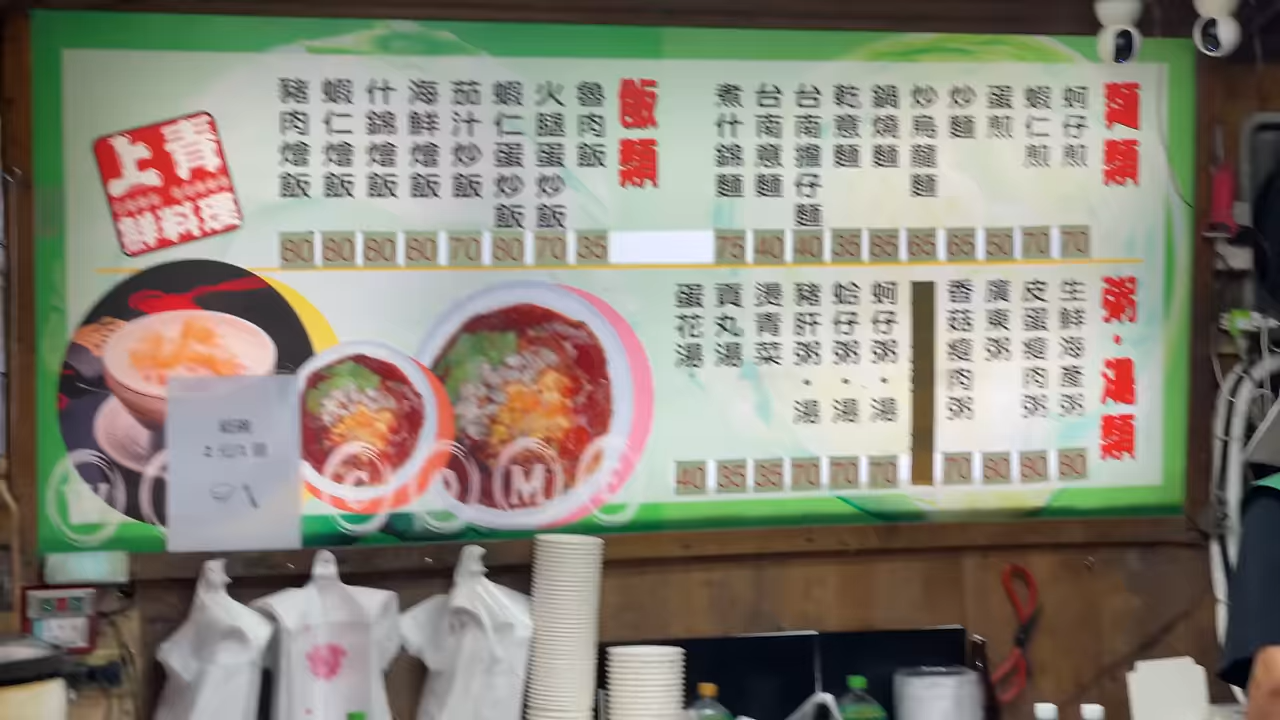 麵類
蚵仔煎 70
蝦仁煎 70
蛋煎 50
炒麵 65
炒烏龍麵 65
鍋燒麵 65
乾意麵 35
台南擔仔麵 40
台南意麵 40
煮什錦麵 75
飯類
魯肉飯 35
火腿蛋炒飯 70
蝦仁蛋炒飯 80
茄汁炒飯 70
海鮮燴飯 80
什錦燴飯 80
蝦仁燴飯 80
豬肉燴飯 80
上青
鮮料理
粥·湯類
生鮮海產粥 80
皮蛋瘦肉粥 80
廣東粥 80
香菇瘦肉粥 70
蚵仔粥·湯 70
蛤仔粥·湯 70
豬肝粥·湯 70
燙青菜 35
貢丸湯 35
蛋花湯 40